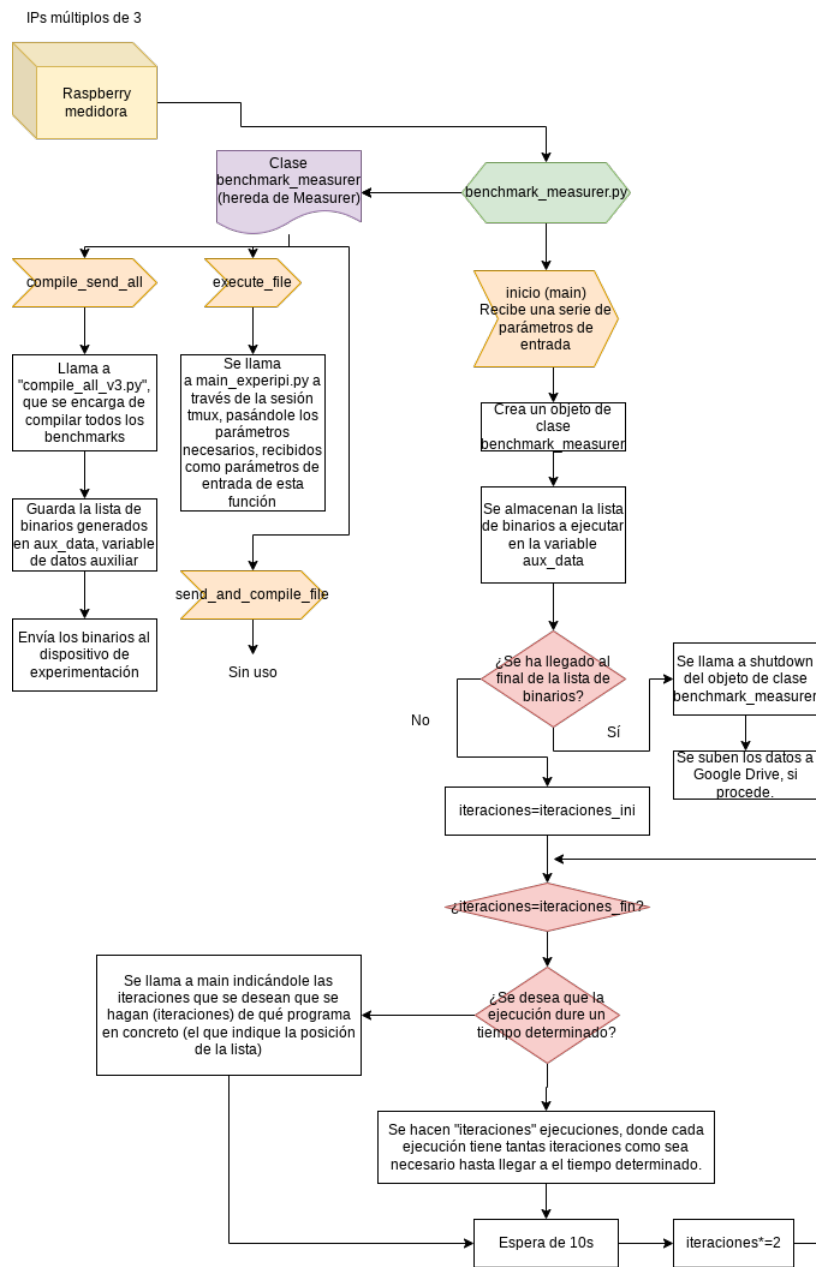 IPs múltiplos de 3
Raspberry
medidora
Clase
benchmark_measurer
(hereda de Measurer)
benchmark_measurer.py
compile_send_all
execute_file
inicio (main)
Recibe una serie de
parámetros de
entrada
Llama a
"compile_all_v3.py",
que se encarga de
compilar todos los
benchmarks
Se llama
a main_experipi.py a
través de la sesión
tmux, pasándole los
parámetros
necesarios, recibidos
como parámetros de
entrada de esta
función
Crea un objeto de
clase
benchmark_measurer
Guarda la lista de
binarios generados
en aux_data, variable
de datos auxiliar
Se almacenan la lista
de binarios a ejecutar
en la variable
aux_data
send_and_compile_file
Envía los binarios al
dispositivo de
experimentación
Sin uso
¿Se ha llegado al
final de la lista de
binarios?
Se llama a shutdown
del objeto de clase
benchmark_measurer
No
Sí
Se suben los datos a
Google Drive, si
procede.
iteraciones=iteraciones_ini
¿iteraciones=iteraciones_fin?
Se llama a main indicándole las
iteraciones que se desean que se
hagan (iteraciones) de qué programa
en concreto (el que indique la posición
de la lista)
¿Se desea que la
ejecución dure un
tiempo determinado?
Se hacen "iteraciones" ejecuciones, donde cada
ejecución tiene tantas iteraciones como sea
necesario hasta llegar a el tiempo determinado.
Espera de 10s
iteraciones*=2